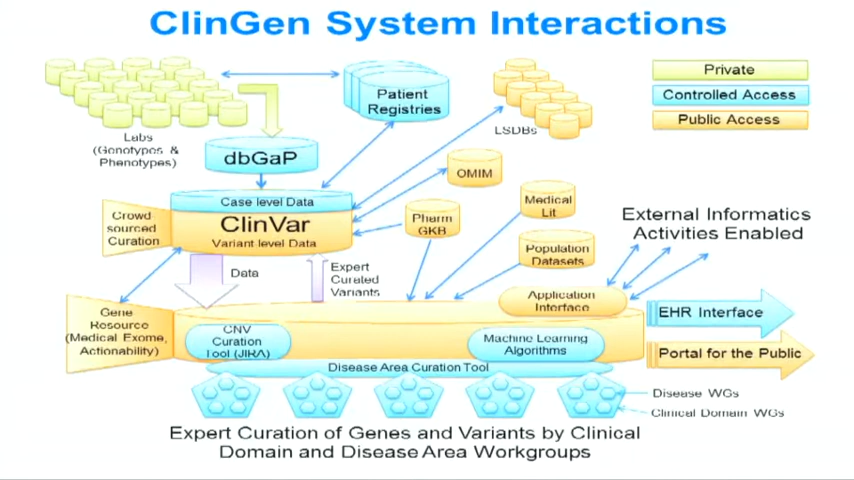 ClinGen System Interactions
Private
Controlled Access
Public Access
Patient
Registries
LSDBs
Labs
(Genotypes &
Phenotypes)
dbGaP
OMIM
Case level Data
ClinVar
Variant level Data
Crowd
sourced
Curation
Pharm
GKB
Medical
Lit
Population
Datasets
External Informatics
Activities Enabled
Data
Expert
Curated
Variants
Application
Interface
Gene
Resource
(Medical Exome,
Actionability)
CNV
Curation
Tool (JIRA)
Machine Learning
Algorithms
EHR Interface
Portal for the Public
Disease Area Curation Tool
Disease WGs
Clinical Domain WGs
Expert Curation of Genes and Variants by Clinical
Domain and Disease Area Workgroups